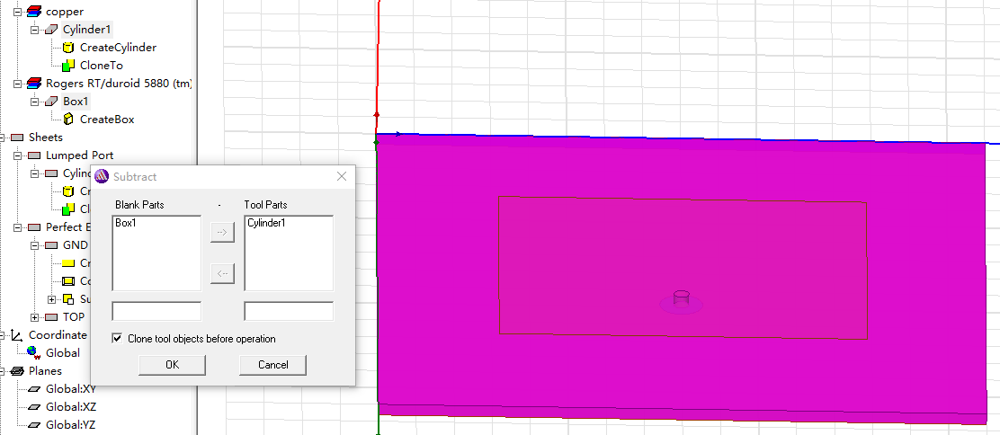 copper
Cylinder1
CreateCylinder
CloneTo
Rogers RT/duroid 5880 (tm)
Box1
CreateBox
Sheets
Lumped Port
Cylin
Cr
Cl
Perfect E
GND
Cr
Co
Su
TOP
Coordinate
Global
Planes
Global:XY
Global:XZ
Global:YZ
Subtract
Blank Parts - Tool Parts
Box1 Cylinder1
-->
<--
Clone tool objects before operation
OK Cancel